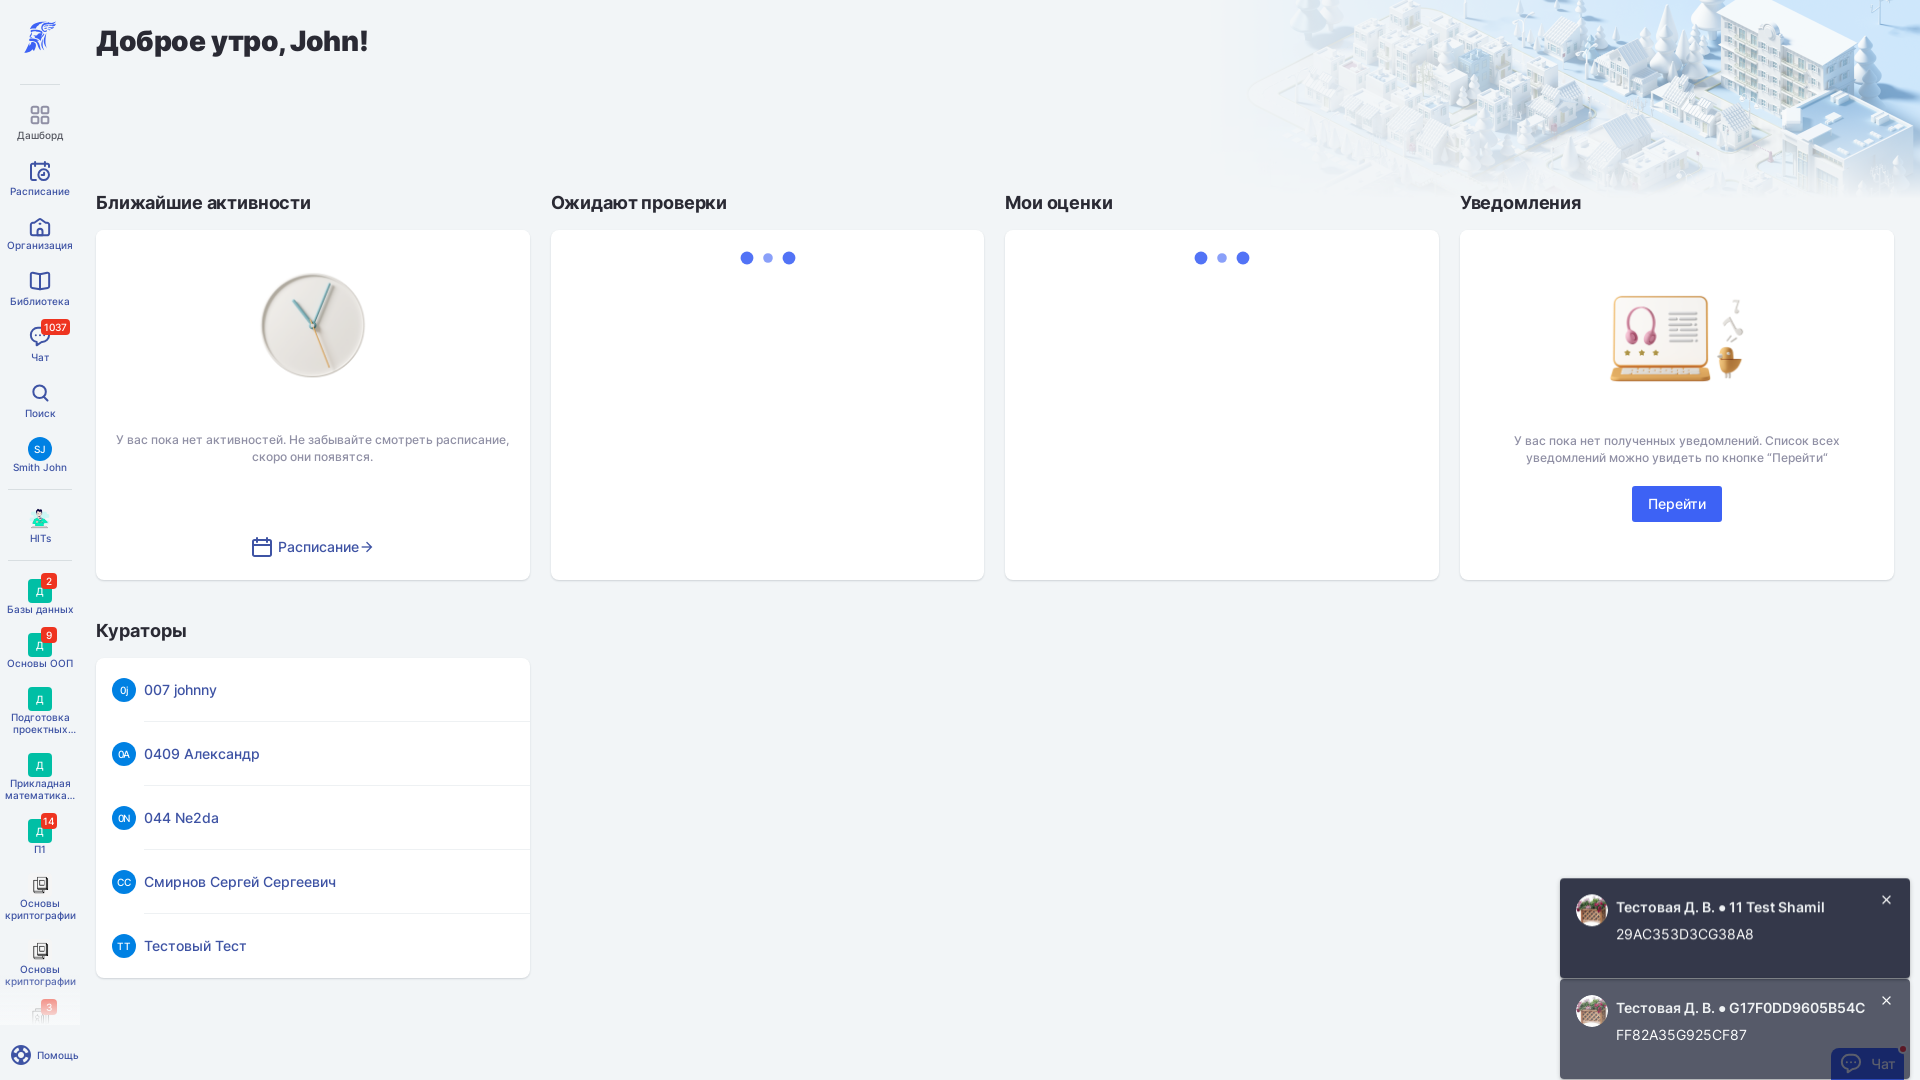 Доброе утро, John!
Дашборд
Расписание
Организация
Библиотека
1037
Чат
Поиск
SJ
Smith John
HITs
2
Д
Базы данных
9
Д
Основы ООП
Д
Подготовка
проектных...
Д
Прикладная
математика...
14
Д
П1
Основы
криптографии
Основы
криптографии
3
Помощь
Ближайшие активности
У вас пока нет активностей. Не забывайте смотреть расписание,
скоро они появятся.
Расписание
Ожидают проверки
Мои оценки
Уведомления
У вас пока нет полученных уведомлений. Список всех
уведомлений можно увидеть по кнопке “Перейти”
Перейти
Кураторы
0j
007 johnny
0А
0409 Александр
0N
044 Ne2da
СС
Смирнов Сергей Сергеевич
ТТ
Тестовый Тест
Тестовая Д. В. ● 11 Test Shamil
29AC353D3CG38A8
Тестовая Д. В. ● G17F0DD9605B54C
FF82A35G925CF87
Чат